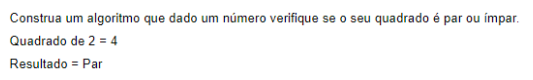 Construa um algoritmo que dado um número verifique se o seu quadrado é par ou ímpar.
Quadrado de 2 = 4
Resultado = Par